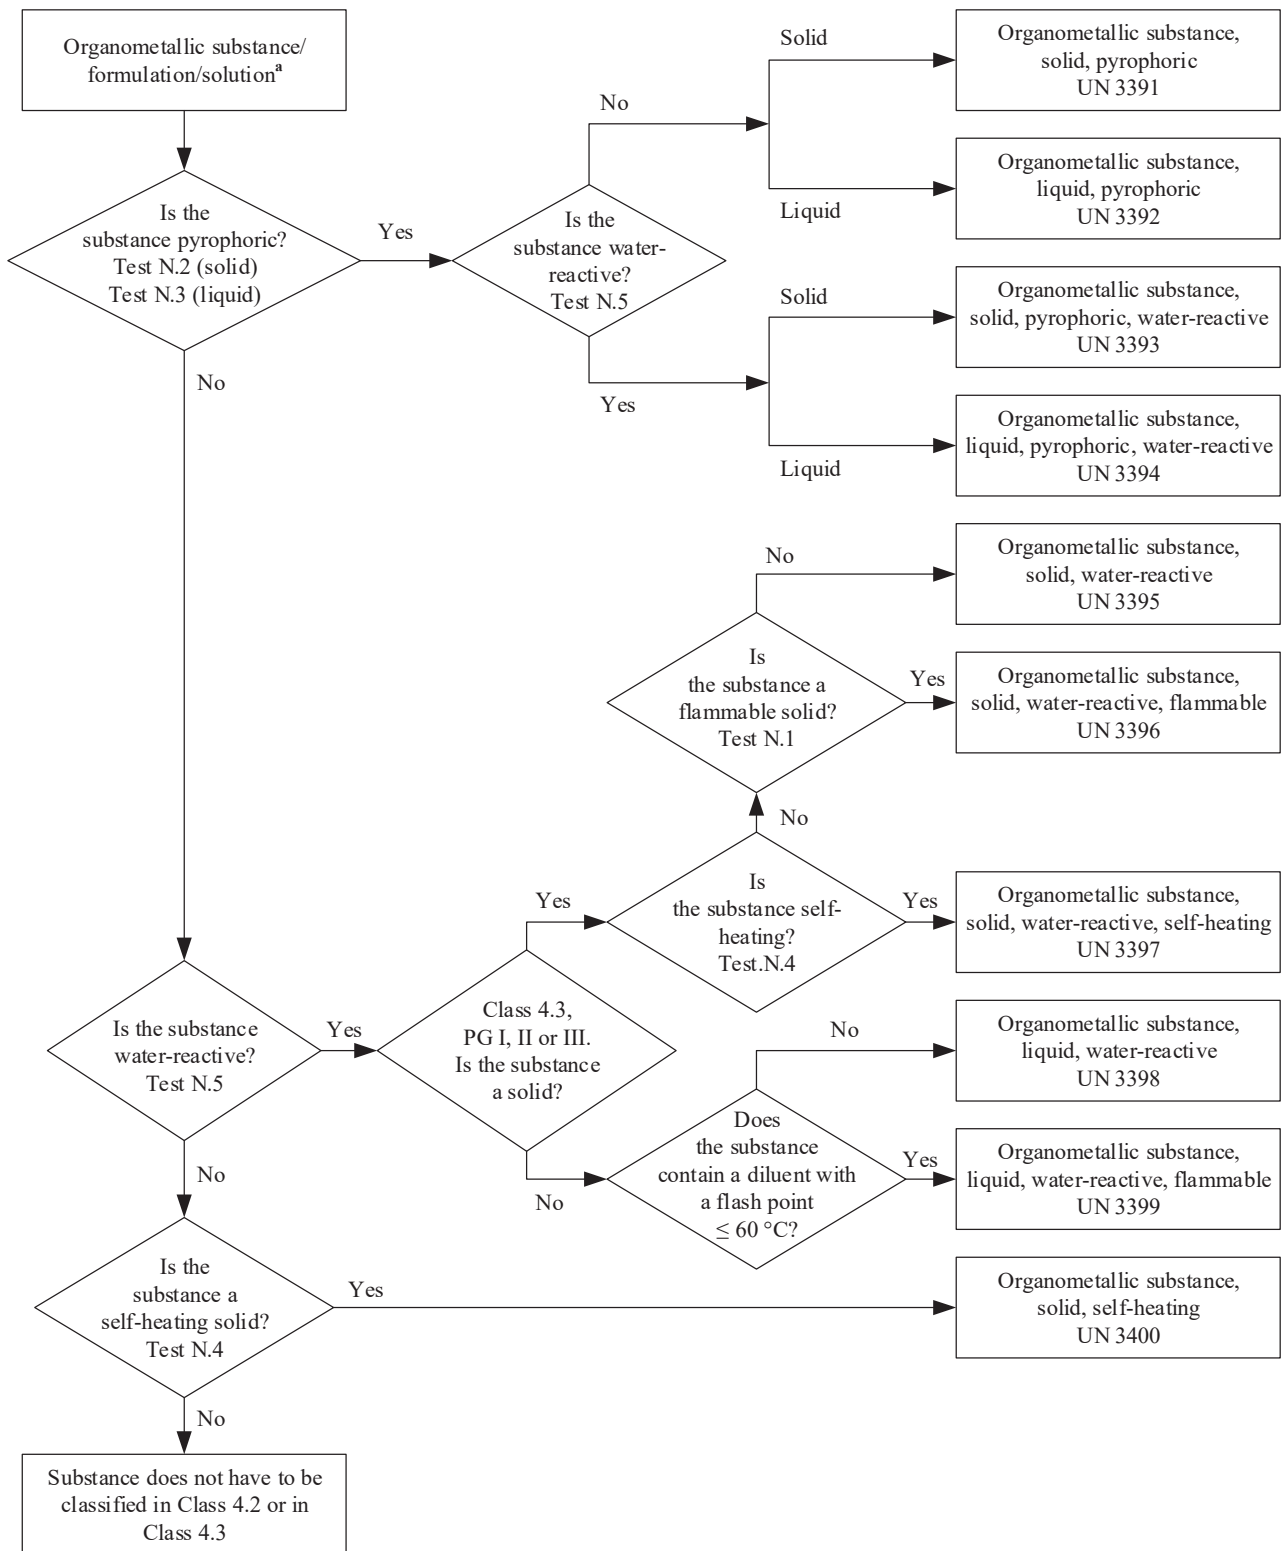 Organometallic substance/
formulation/solutionª
Is the
substance pyrophoric?
Test N.2 (solid)
Test N.3 (liquid)
Yes
No
Is the
substance water-
reactive?
Test N.5
No
Yes
Solid
Liquid
Organometallic substance,
solid, pyrophoric
UN 3391
Organometallic substance,
liquid, pyrophoric
UN 3392
Solid
Liquid
Organometallic substance,
solid, pyrophoric, water-reactive
UN 3393
Organometallic substance,
liquid, pyrophoric, water-reactive
UN 3394
No
Organometallic substance,
solid, water-reactive
UN 3395
Is
the substance a
flammable solid?
Test N.1
Yes
Organometallic substance,
solid, water-reactive, flammable
UN 3396
No
Is
the substance self-
heating?
Test.N.4
Yes
Organometallic substance,
solid, water-reactive, self-heating
UN 3397
Yes
Is the substance
water-reactive?
Test N.5
Yes
Class 4.3,
PG I, II or III.
Is the substance
a solid?
No
No
Organometallic substance,
liquid, water-reactive
UN 3398
Does
the substance
contain a diluent with
a flash point
≤ 60 °C?
Yes
Organometallic substance,
liquid, water-reactive, flammable
UN 3399
No
Is the
substance a
self-heating solid?
Test N.4
Yes
Organometallic substance,
solid, self-heating
UN 3400
No
Substance does not have to be
classified in Class 4.2 or in
Class 4.3